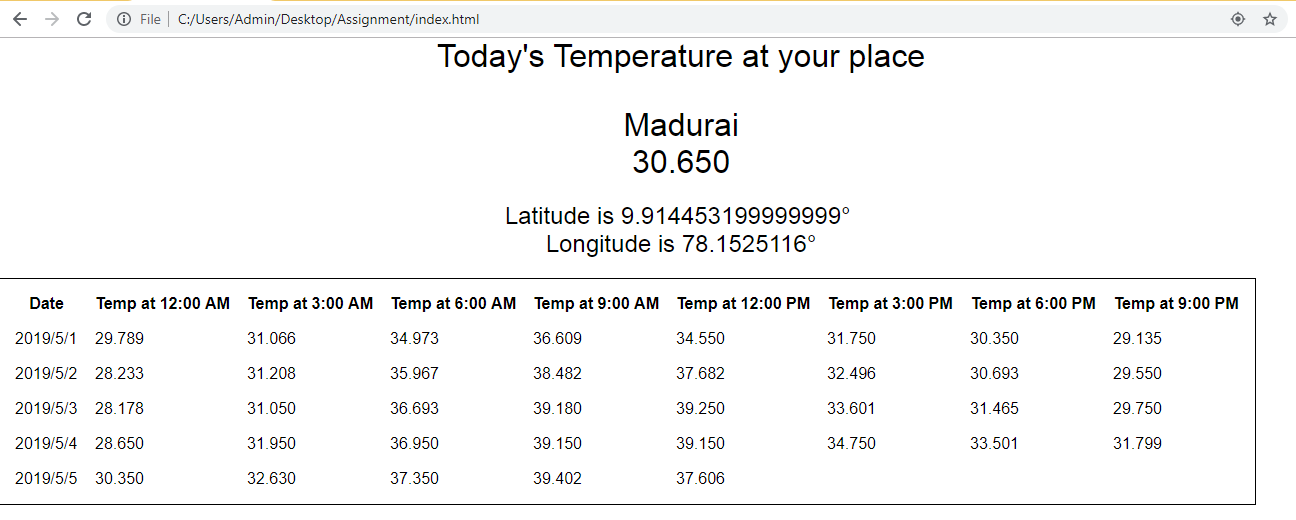 File | C:/Users/Admin/Desktop/Assignment/index.html
Today's Temperature at your place
Madurai
30.650
Latitude is 9.914453199999999°
Longitude is 78.1525116°
Date Temp at 12:00 AM Temp at 3:00 AM Temp at 6:00 AM Temp at 9:00 AM Temp at 12:00 PM Temp at 3:00 PM Temp at 6:00 PM Temp at 9:00 PM
2019/5/1 29.789 31.066 34.973 36.609 34.550 31.750 30.350 29.135
2019/5/2 28.233 31.208 35.967 38.482 37.682 32.496 30.693 29.550
2019/5/3 28.178 31.050 36.693 39.180 39.250 33.601 31.465 29.750
2019/5/4 28.650 31.950 36.950 39.150 39.150 34.750 33.501 31.799
2019/5/5 30.350 32.630 37.350 39.402 37.606